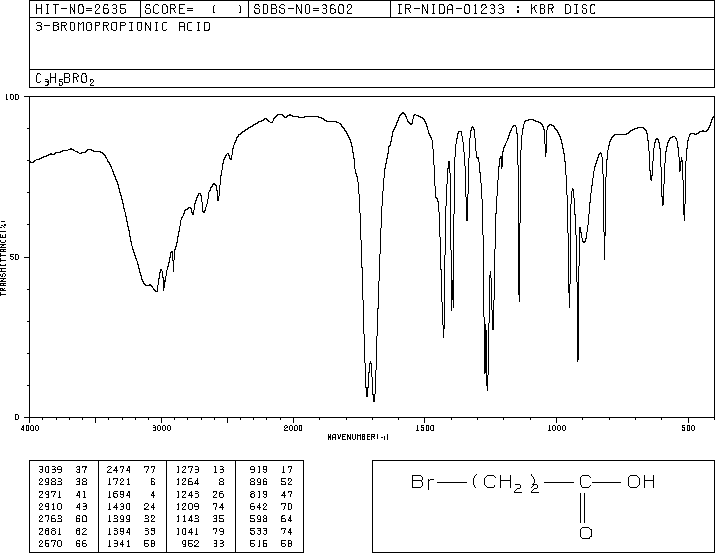 HIT-NO=2635 SCORE= ( ) SDBS-NO=3602 IR-NIDA-01233 : KBR DISC
3-BROMOPROPIONIC ACID
C3H5BRO2
100
50
0
TRANSMITTANCE(%)
4000 3000 2000 1500 1000 500
WAVENUMBER(-1)
3039 37 2474 77 1273 13 919 17
2983 38 1721 6 1264 8 896 52
2971 41 1694 4 1243 26 819 47
2910 43 1430 24 1209 74 642 70
2763 60 1399 32 1143 35 598 64
2681 62 1394 33 1041 79 533 74
2570 66 1341 58 952 33 516 58
Br—(CH2)2—C—OH
O